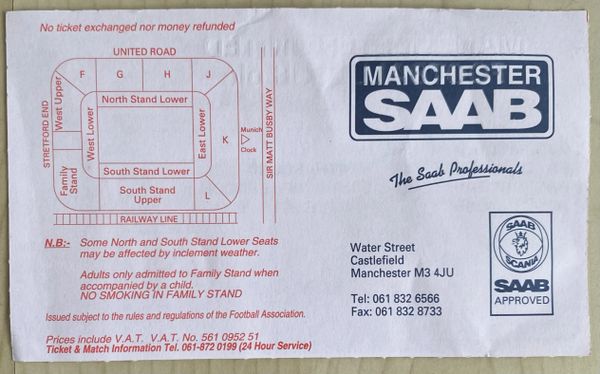 No ticket exchanged nor money refunded
UNITED ROAD
F G H J
North Stand Lower
STRETFORD END
West Upper
West Lower
East Lower
K
Munich
Clock
SIR MATT BUSBY WAY
Family
Stand
South Stand Lower
South Stand
Upper
L
RAILWAY LINE
N.B:- Some North and South Stand Lower Seats
may be affected by inclement weather.
Adults only admitted to Family Stand when
accompanied by a child.
NO SMOKING IN FAMILY STAND
Issued subject to the rules and regulations of the Football Association.
Prices include V.A.T. V.A.T. No. 561 0952 51
Ticket & Match Information Tel. 061-872 0199 (24 Hour Service)
MANCHESTER
SAAB
The Saab Professionals
Water Street
Castlefield
Manchester M3 4JU
Tel: 061 832 6566
Fax: 061 832 8733
SAAB
SCANIA
SAAB
APPROVED